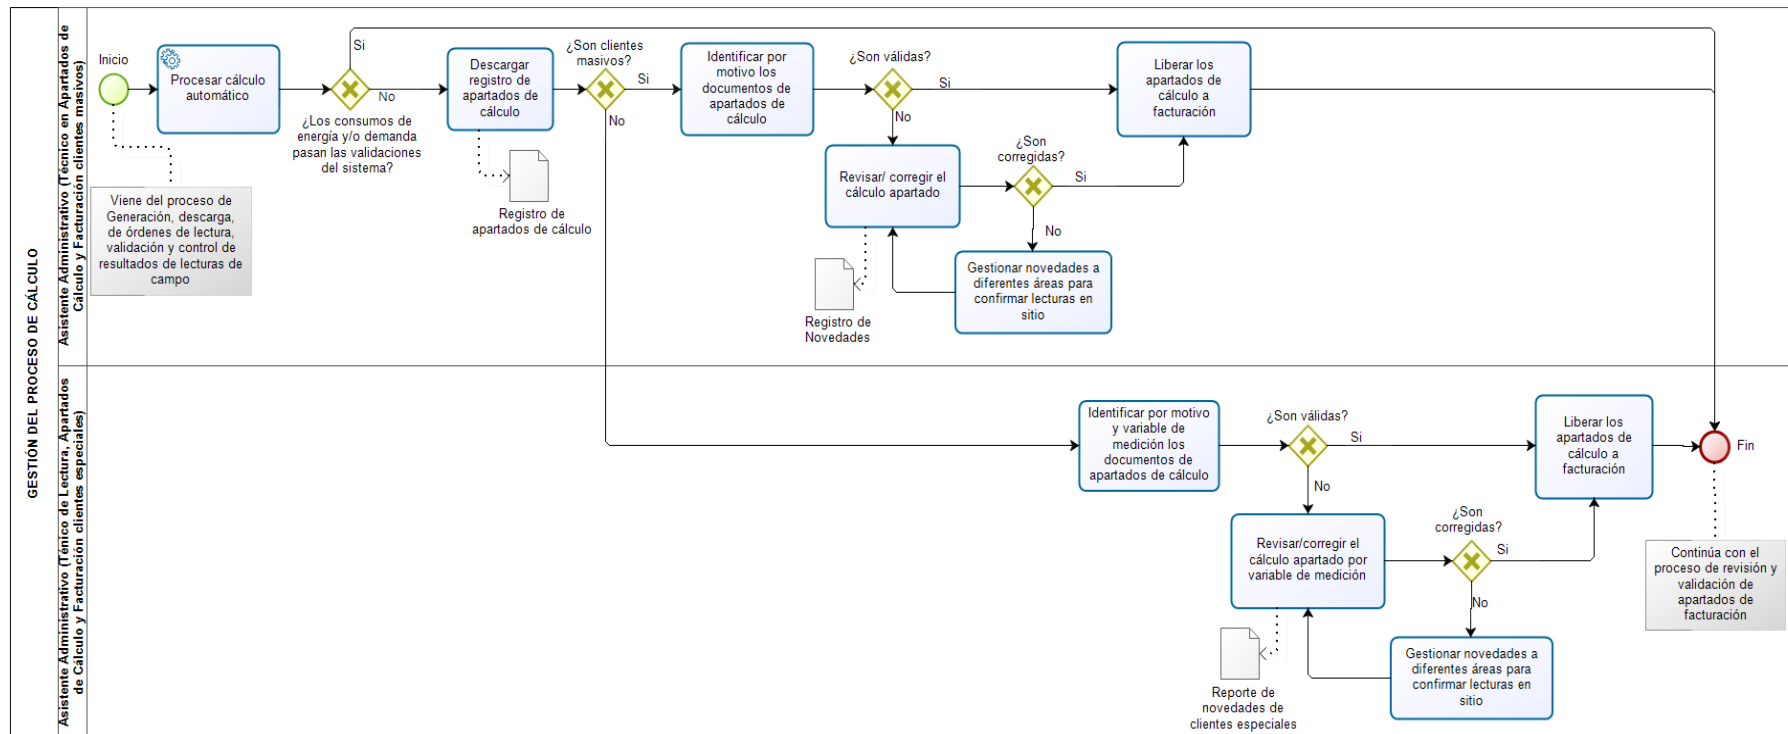 GESTIÓN DEL PROCESO DE CÁLCULO
Asistente Administrativo (Técnico en Apartados de
Cálculo y Facturación clientes masivos)
Inicio
Procesar cálculo
automático
Viene del proceso de
Generación, descarga,
de órdenes de lectura,
validación y control de
resultados de lecturas de
campo
Si
No
¿Los consumos de
energía y/o demanda
pasan las validaciones
del sistema?
Descargar
registro de
apartados de
cálculo
Registro de
apartados de cálculo
¿Son clientes
masivos?
Si
No
Identificar por
motivo los
documentos de
apartados de
cálculo
¿Son válidas?
Si
No
Revisar/ corregir el
cálculo apartado
Registro de
Novedades
¿Son
corregidas?
Si
No
Gestionar novedades a
diferentes áreas para
confirmar lecturas en
sitio
Liberar los
apartados de
cálculo a
facturación
Asistente Administrativo (Ténico de Lectura, Apartados
de Cálculo y Facturación clientes especiales)
Identificar por motivo
y variable de
medición los
documentos de
apartados de cálculo
¿Son válidas?
Si
No
Revisar/corregir el
cálculo apartado por
variable de medición
Reporte de
novedades de
clientes especiales
¿Son
corregidas?
Si
No
Gestionar novedades a
diferentes áreas para
confirmar lecturas en
sitio
Liberar los
apartados de
cálculo a
facturación
Fin
Continúa con el
proceso de revisión y
validación de
apartados de
facturación